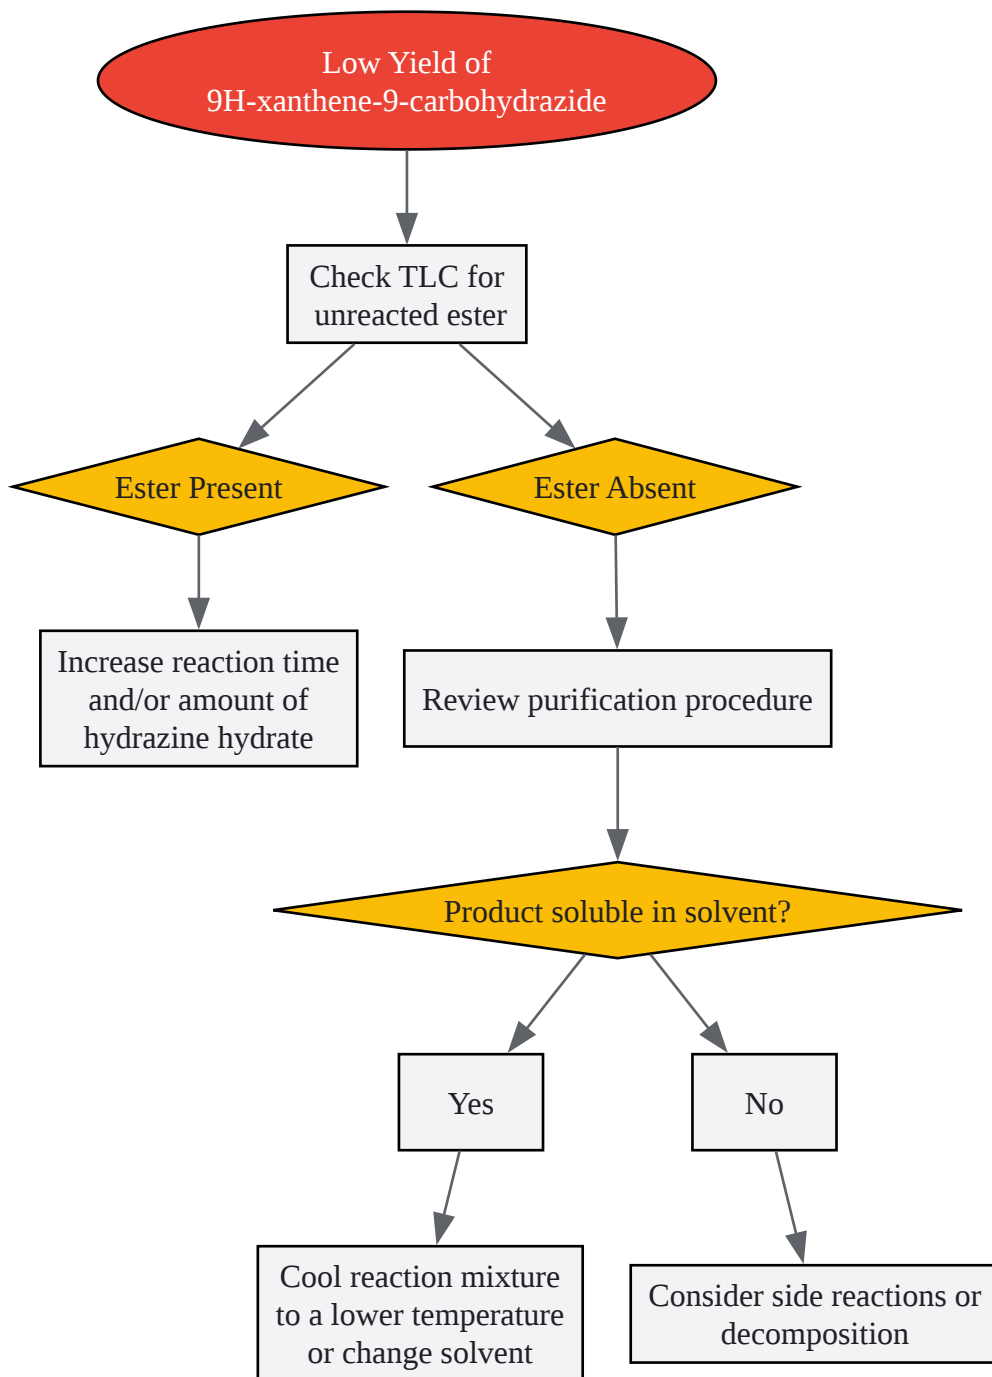 Low Yield of
9H-xanthene-9-carbohydrazide
Check TLC for
unreacted ester
Ester Present
Ester Absent
Increase reaction time
and/or amount of
hydrazine hydrate
Review purification procedure
Product soluble in solvent?
Yes
No
Cool reaction mixture
to a lower temperature
or change solvent
Consider side reactions or
decomposition